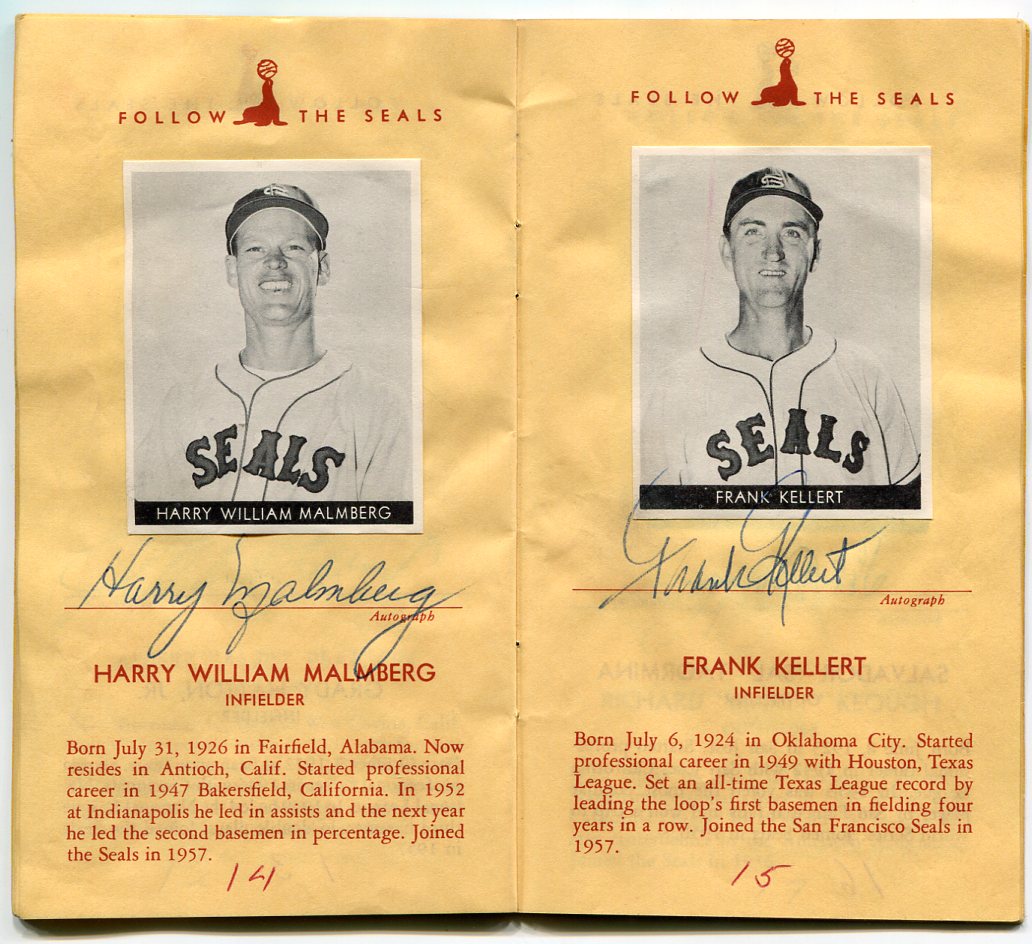 FOLLOW THE SEALS
S
SEALS
HARRY WILLIAM MALMBERG
Harry Malmberg
Autograph
HARRY WILLIAM MALMBERG
INFIELDER
Born July 31, 1926 in Fairfield, Alabama. Now
resides in Antioch, Calif. Started professional
career in 1947 Bakersfield, California. In 1952
at Indianapolis he led in assists and the next year
he led the second basemen in percentage. Joined
the Seals in 1957.
14
FOLLOW THE SEALS
S
SEALS
FRANK KELLERT
Frank Kellert
Autograph
FRANK KELLERT
INFIELDER
Born July 6, 1924 in Oklahoma City. Started
professional career in 1949 with Houston, Texas
League. Set an all-time Texas League record by
leading the loop's first basemen in fielding four
years in a row. Joined the San Francisco Seals in
1957.
15